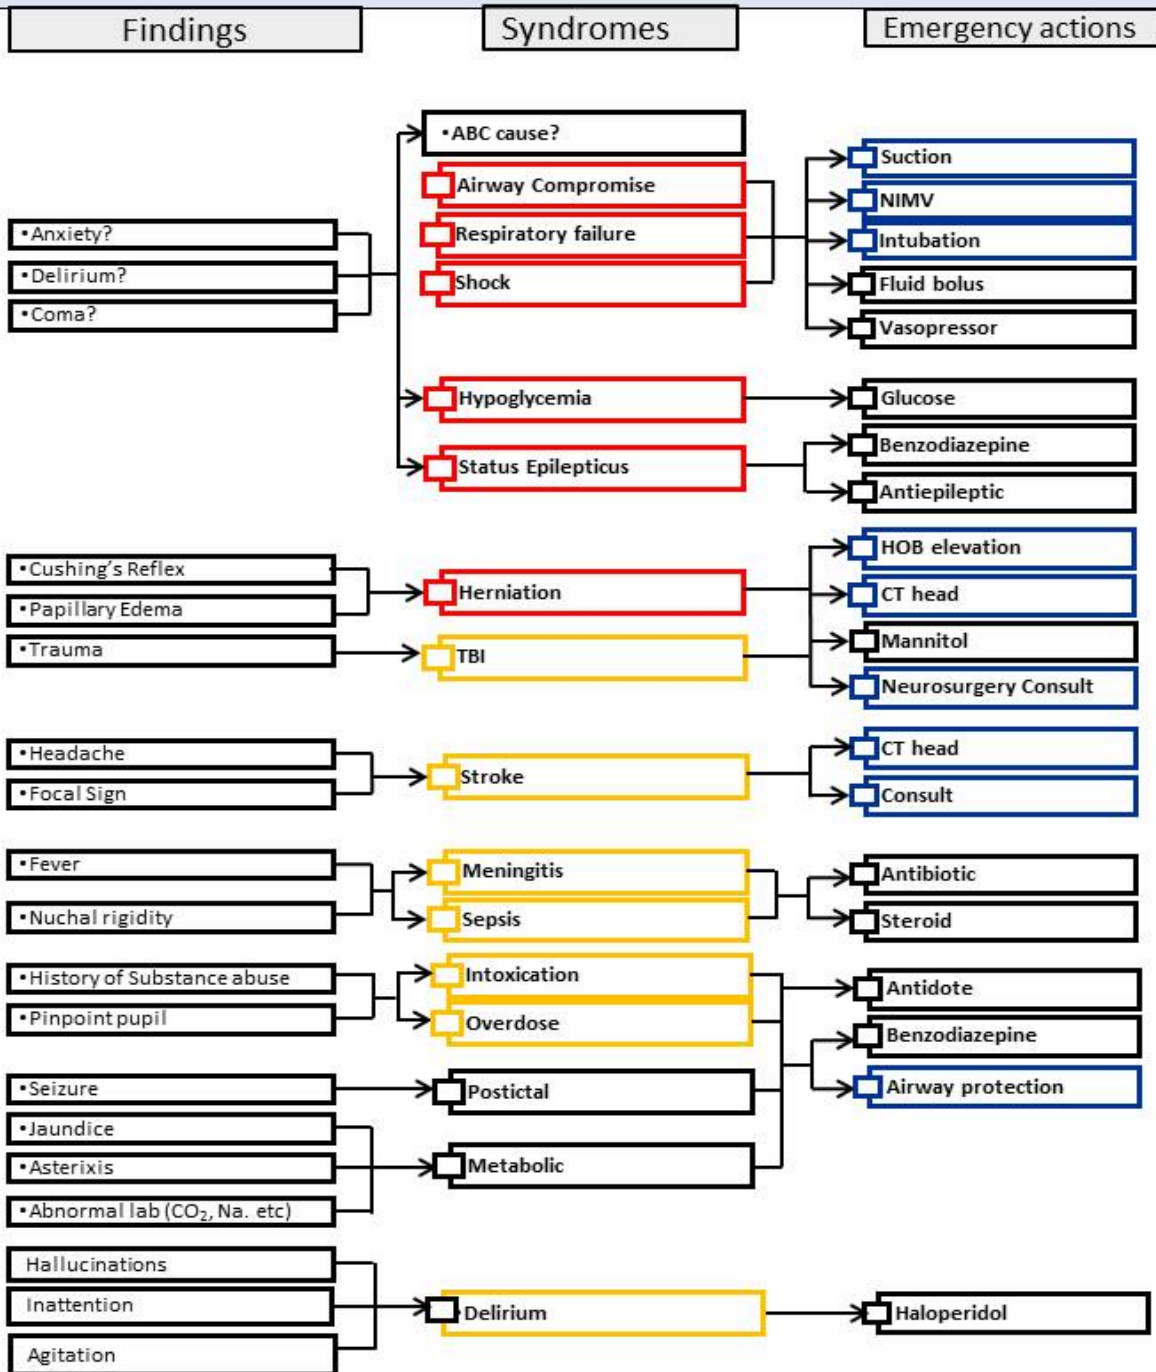 Findings
Syndromes
Emergency actions
•Anxiety?
•Delirium?
•Coma?
•ABC cause?
Airway Compromise
Respiratory failure
Shock
Hypoglycemia
Status Epilepticus
Suction
NIMV
Intubation
Fluid bolus
Vasopressor
Glucose
Benzodiazepine
Antiepileptic
•Cushing's Reflex
•Papillary Edema
•Trauma
Herniation
TBI
HOB elevation
CT head
Mannitol
Neurosurgery Consult
•Headache
•Focal Sign
Stroke
CT head
Consult
•Fever
•Nuchal rigidity
Meningitis
Sepsis
Antibiotic
Steroid
•History of Substance abuse
•Pinpoint pupil
Intoxication
Overdose
•Seizure
Postictal
•Jaundice
•Asterixis
•Abnormal lab (CO₂, Na. etc)
Metabolic
Antidote
Benzodiazepine
Airway protection
Hallucinations
Inattention
Agitation
Delirium
Haloperidol